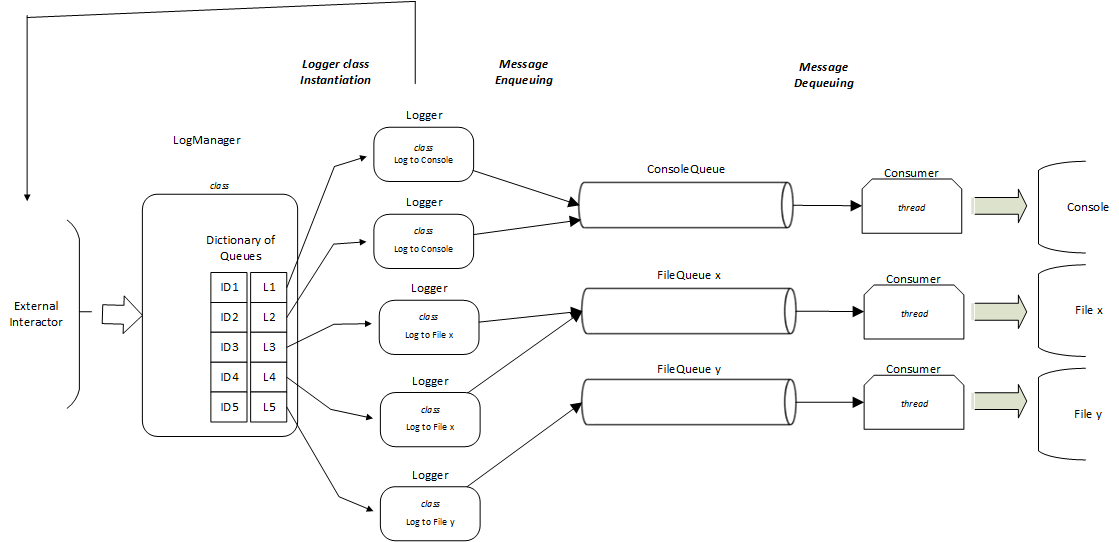 Logger class
Instantiation
Message
Enqueuing
Message
Dequeuing
LogManager
class
Dictionary of
Queues
ID1
L1
ID2
L2
ID3
L3
ID4
L4
ID5
L5
External
Interactor
Logger
class
Log to Console
Logger
class
Log to Console
Logger
class
Log to File x
Logger
class
Log to File x
Logger
class
Log to File y
ConsoleQueue
FileQueue x
FileQueue y
Consumer
thread
Consumer
thread
Consumer
thread
Console
File x
File y